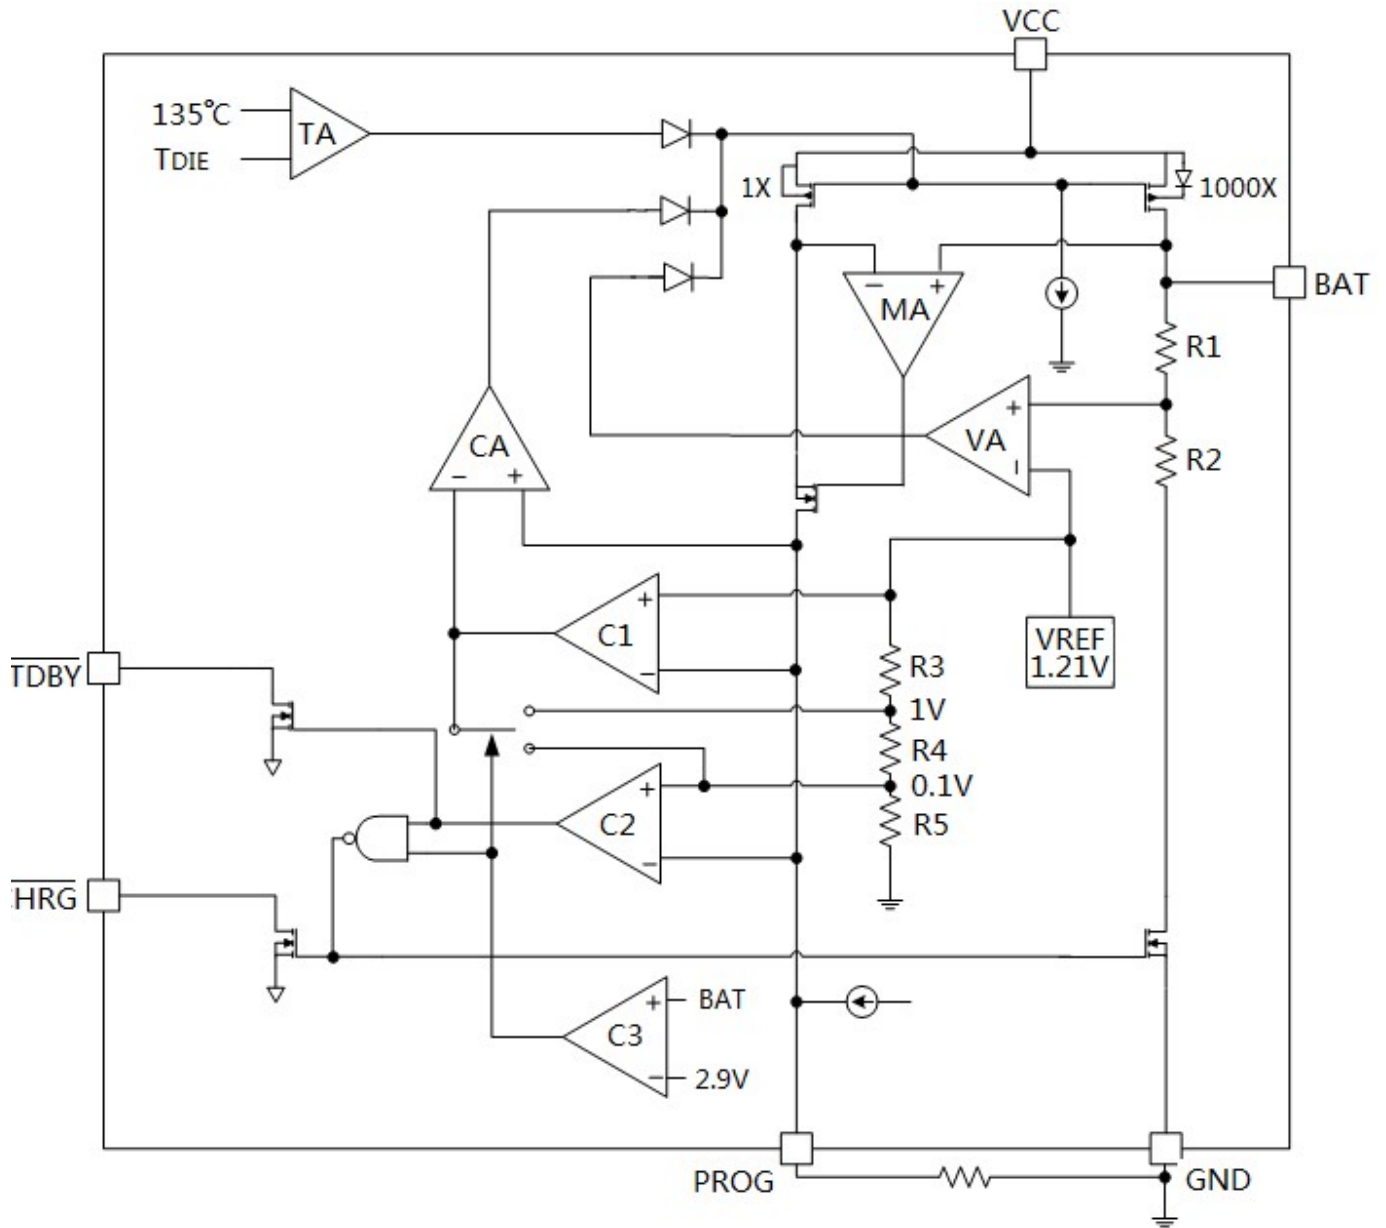 VCC
135℃
TA
TDIE
1X
1000X
MA
BAT
R1
CA
VA
R2
C1
VREF
1.21V
R3
TDBY
1V
R4
0.1V
C2
R5
HRG
BAT
C3
2.9V
PROG
GND